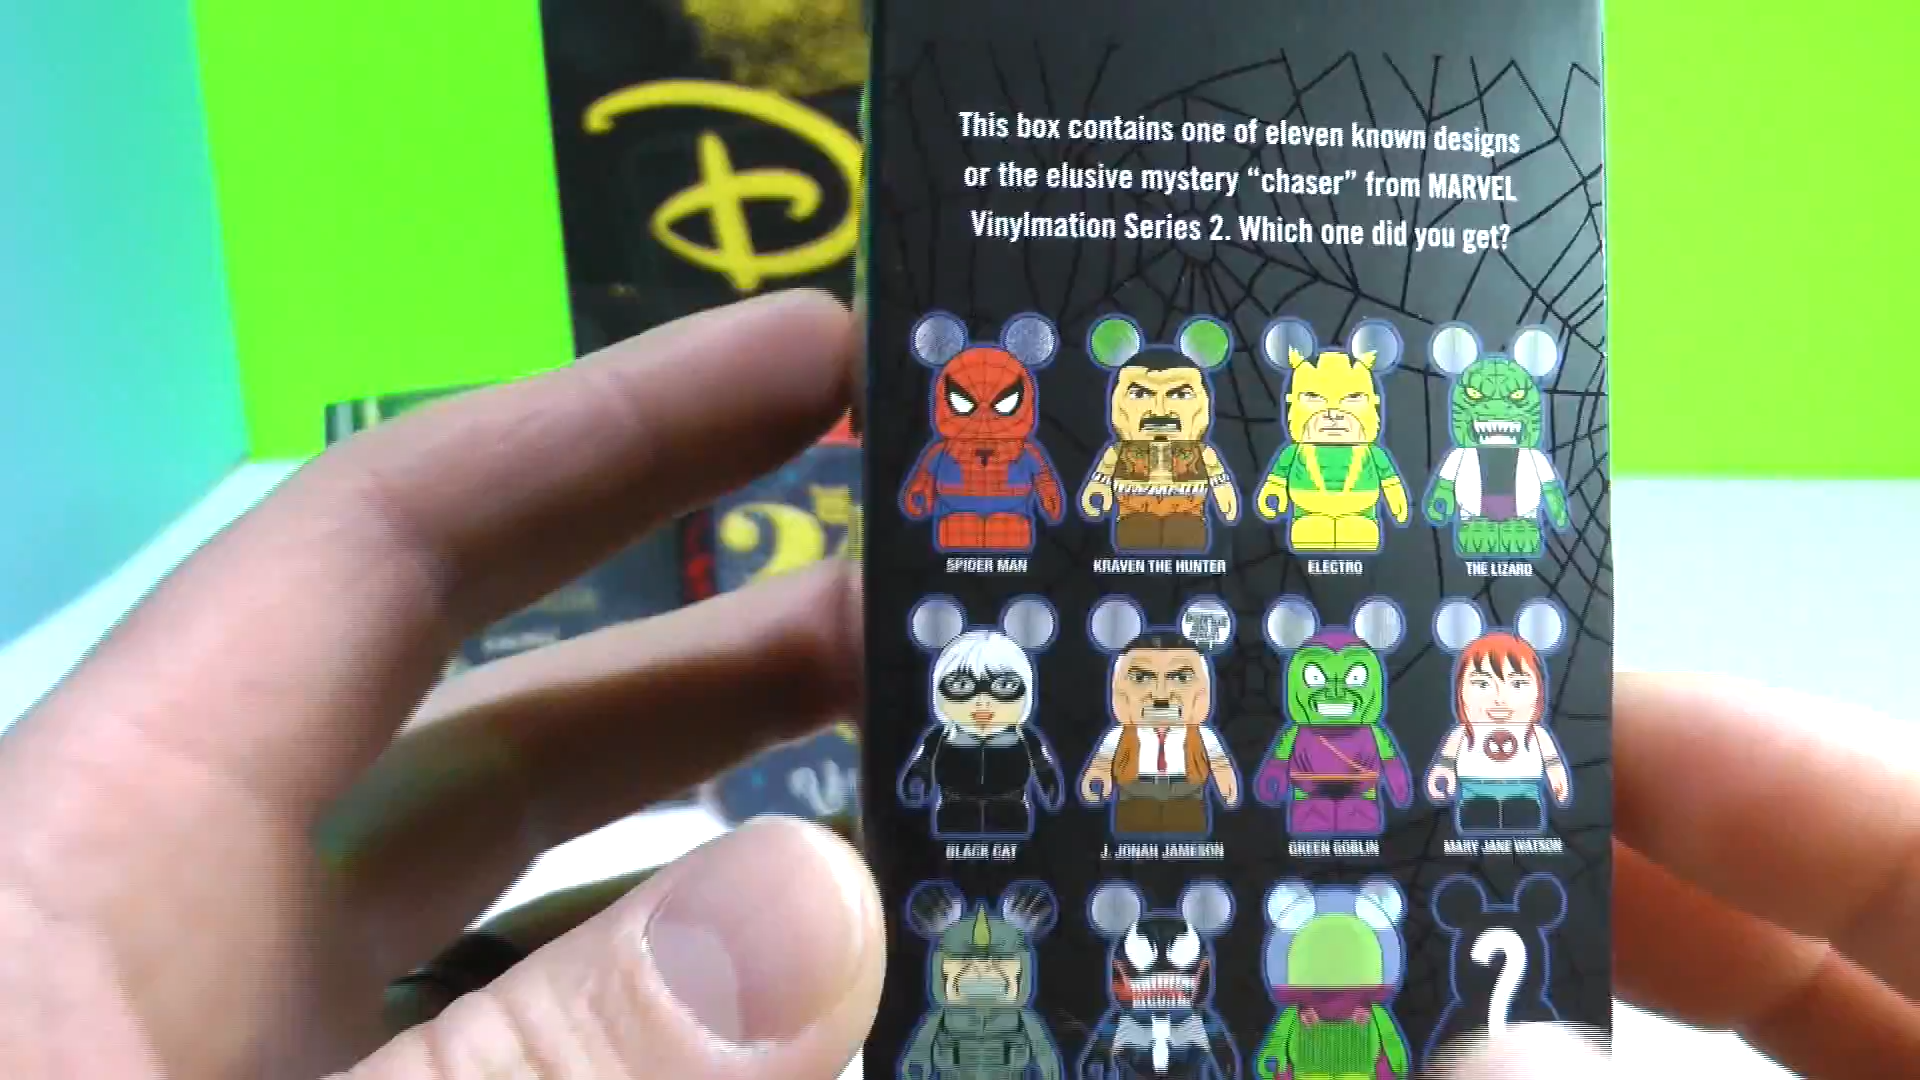 This box contains one of eleven known designs
or the elusive mystery “chaser” from MARVEL
Vinylmation Series 2. Which one did you get?
SPIDER MAN
KRAVEN THE HUNTER
ELECTRO
THE LIZARD
BLACK CAT
J. JONAH JAMESON
GREEN GOBLIN
MARY JANE WATSON
?
D